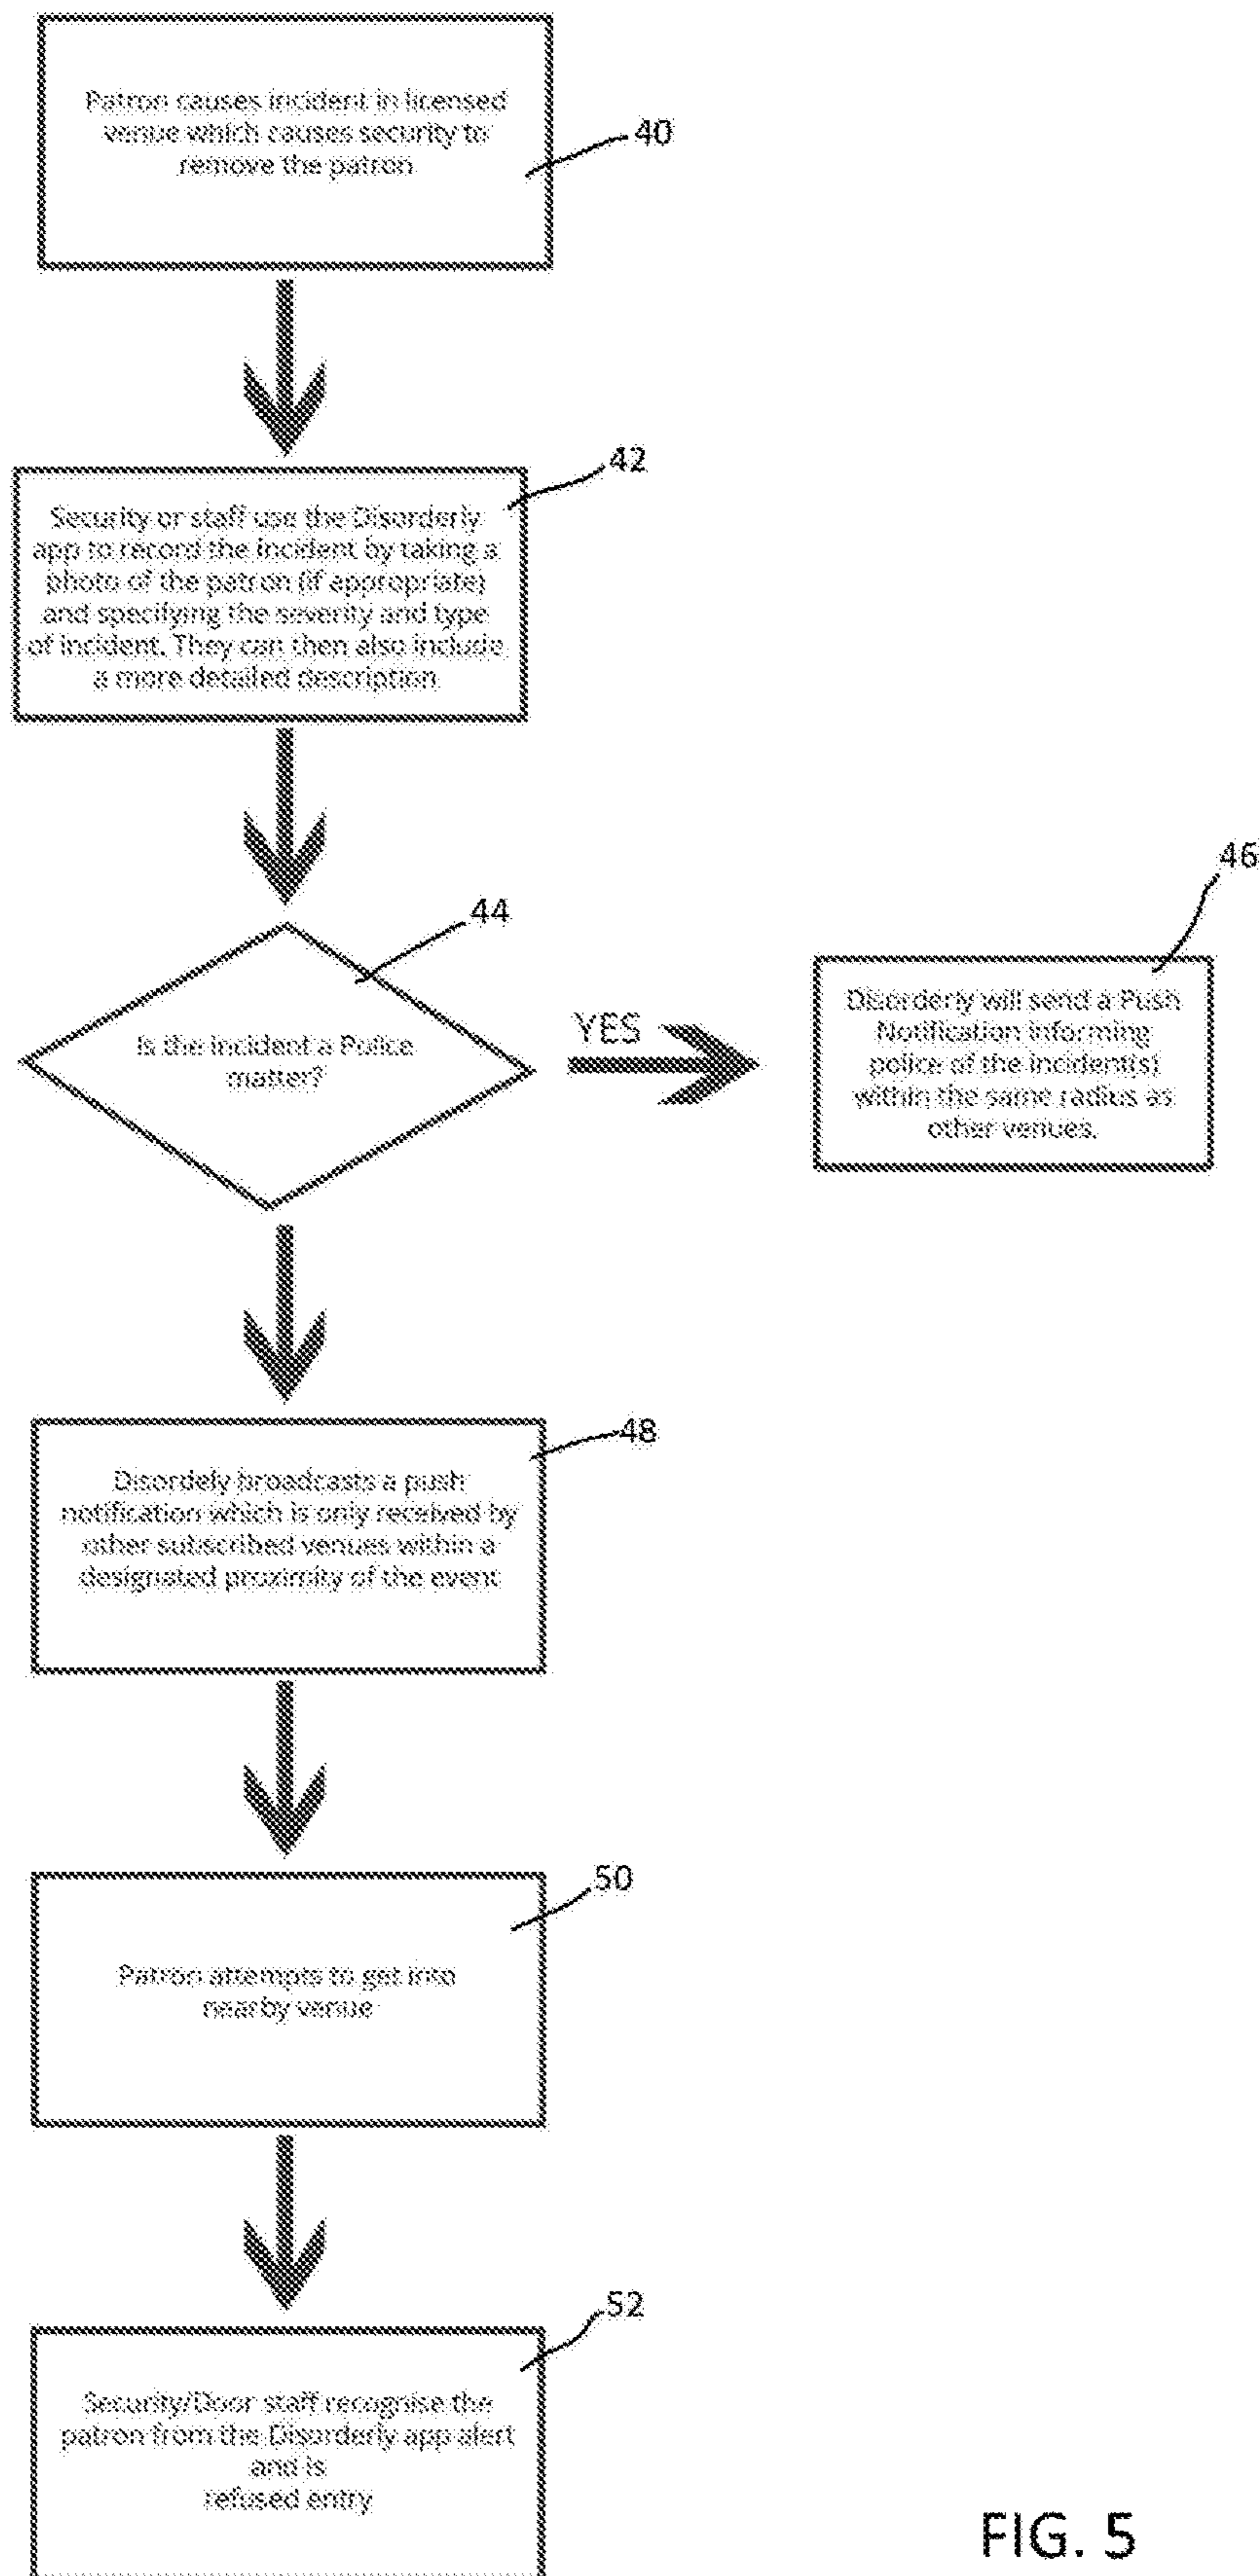 Patron causes incident in licensed
venue which causes security to
remove the patron
40
42
Security or staff use the Disorderly
app to record the incident by taking a
photo of the patron (if appropriate)
and specifying the severity and type
of incident. They can then also include
a more detailed description
44
Is the incident a Police
matter?
YES
46
Disorderly will send a Push
Notification informing
police of the incident(s)
within the same radius as
other venues.
48
Disordely broadcasts a push
notification which is only received by
other subscribed venues within a
designated proximity of the event
50
Patron attempts to get into
nearby venue
52
Security/Door staff recognise the
patron from the Disorderly app alert
and is
refused entry
FIG. 5